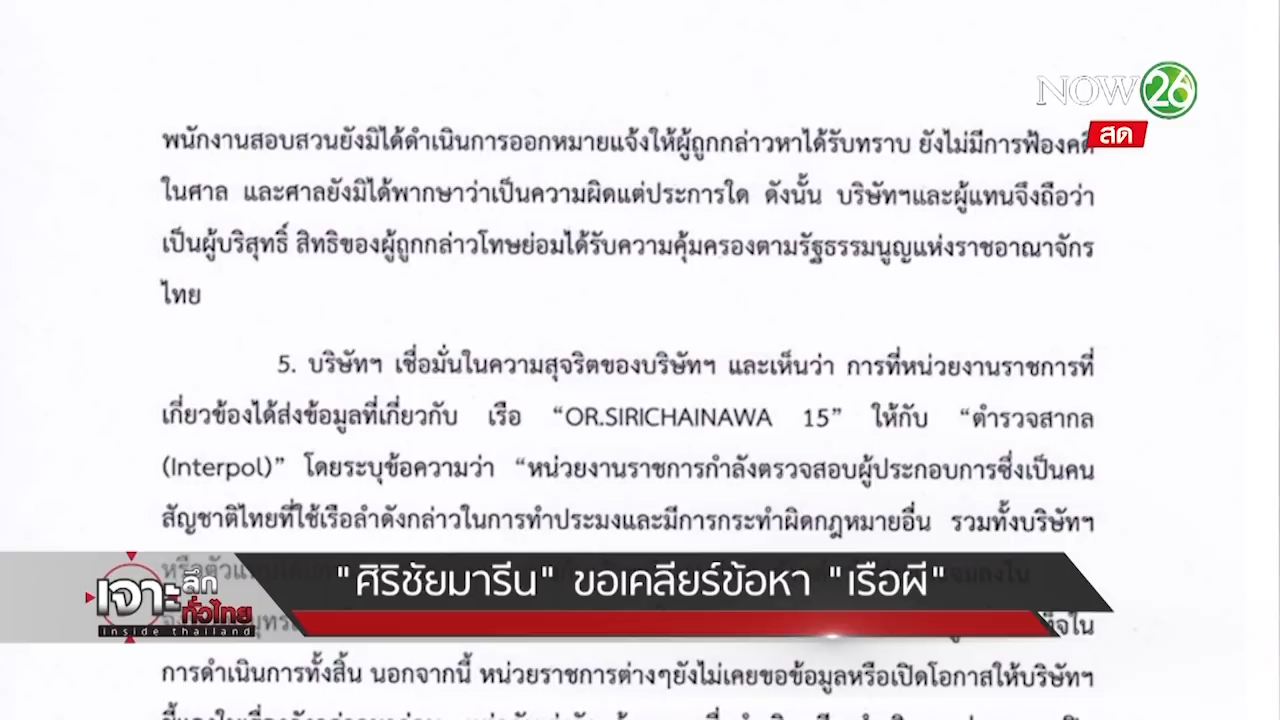 NOW 26
สด
พนักงานสอบสวนยังมิได้ดำเนินการออกหมายแจ้งให้ผู้ถูกกล่าวหาได้รับทราบ ยังไม่มีการฟ้องคดี
ในศาล และศาลยังมิได้พากษาว่าเป็นความผิดแต่ประการใด ดังนั้น บริษัทฯและผู้แทนจึงถือว่า
เป็นผู้บริสุทธิ์ สิทธิของผู้ถูกกล่าวโทษย่อมได้รับความคุ้มครองตามรัฐธรรมนูญแห่งราชอาณาจักร
ไทย
5. บริษัทฯ เชื่อมั่นในความสุจริตของบริษัทฯ และเห็นว่า การที่หน่วยงานราชการที่
เกี่ยวข้องได้ส่งข้อมูลที่เกี่ยวกับ เรือ “OR.SIRICHAINAWA 15” ให้กับ “ตำรวจสากล
(Interpol)” โดยระบุข้อความว่า “หน่วยงานราชการกำลังตรวจสอบผู้ประกอบการซึ่งเป็นคน
สัญชาติไทยที่ใช้เรือลำดังกล่าวในการทำประมงและมีการกระทำผิดกฎหมายอื่น รวมทั้งบริษัทฯ
"ศิริชัยมารีน" ขอเคลียร์ข้อหา "เรือผี"
เจาะลึกทั่วไทย
inside thailand
การดำเนินการทั้งสิ้น นอกจากนี้ หน่วยราชการต่างๆยังไม่เคยขอข้อมูลหรือเปิดโอกาสให้บริษัทฯ